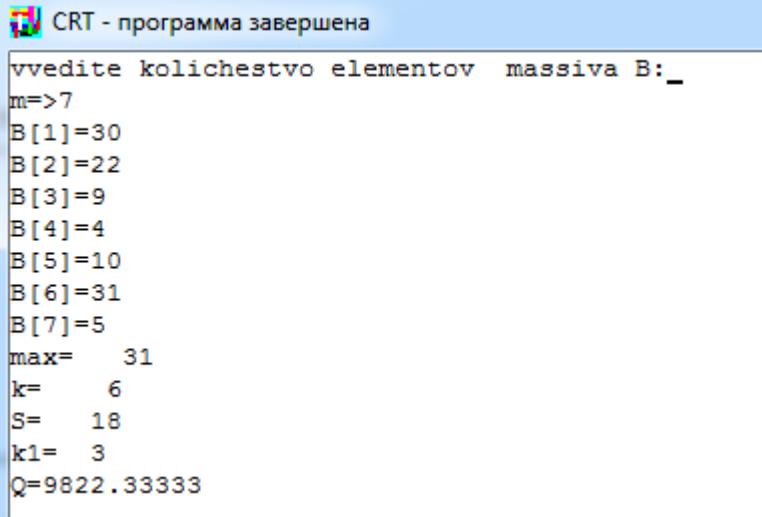 CRT - программа завершена
vvedite kolichestvo elementov  massiva B:_
m=>7
B[1]=30
B[2]=22
B[3]=9
B[4]=4
B[5]=10
B[6]=31
B[7]=5
max=   31
k=     6
S=   18
k1=  3
Q=9822.33333